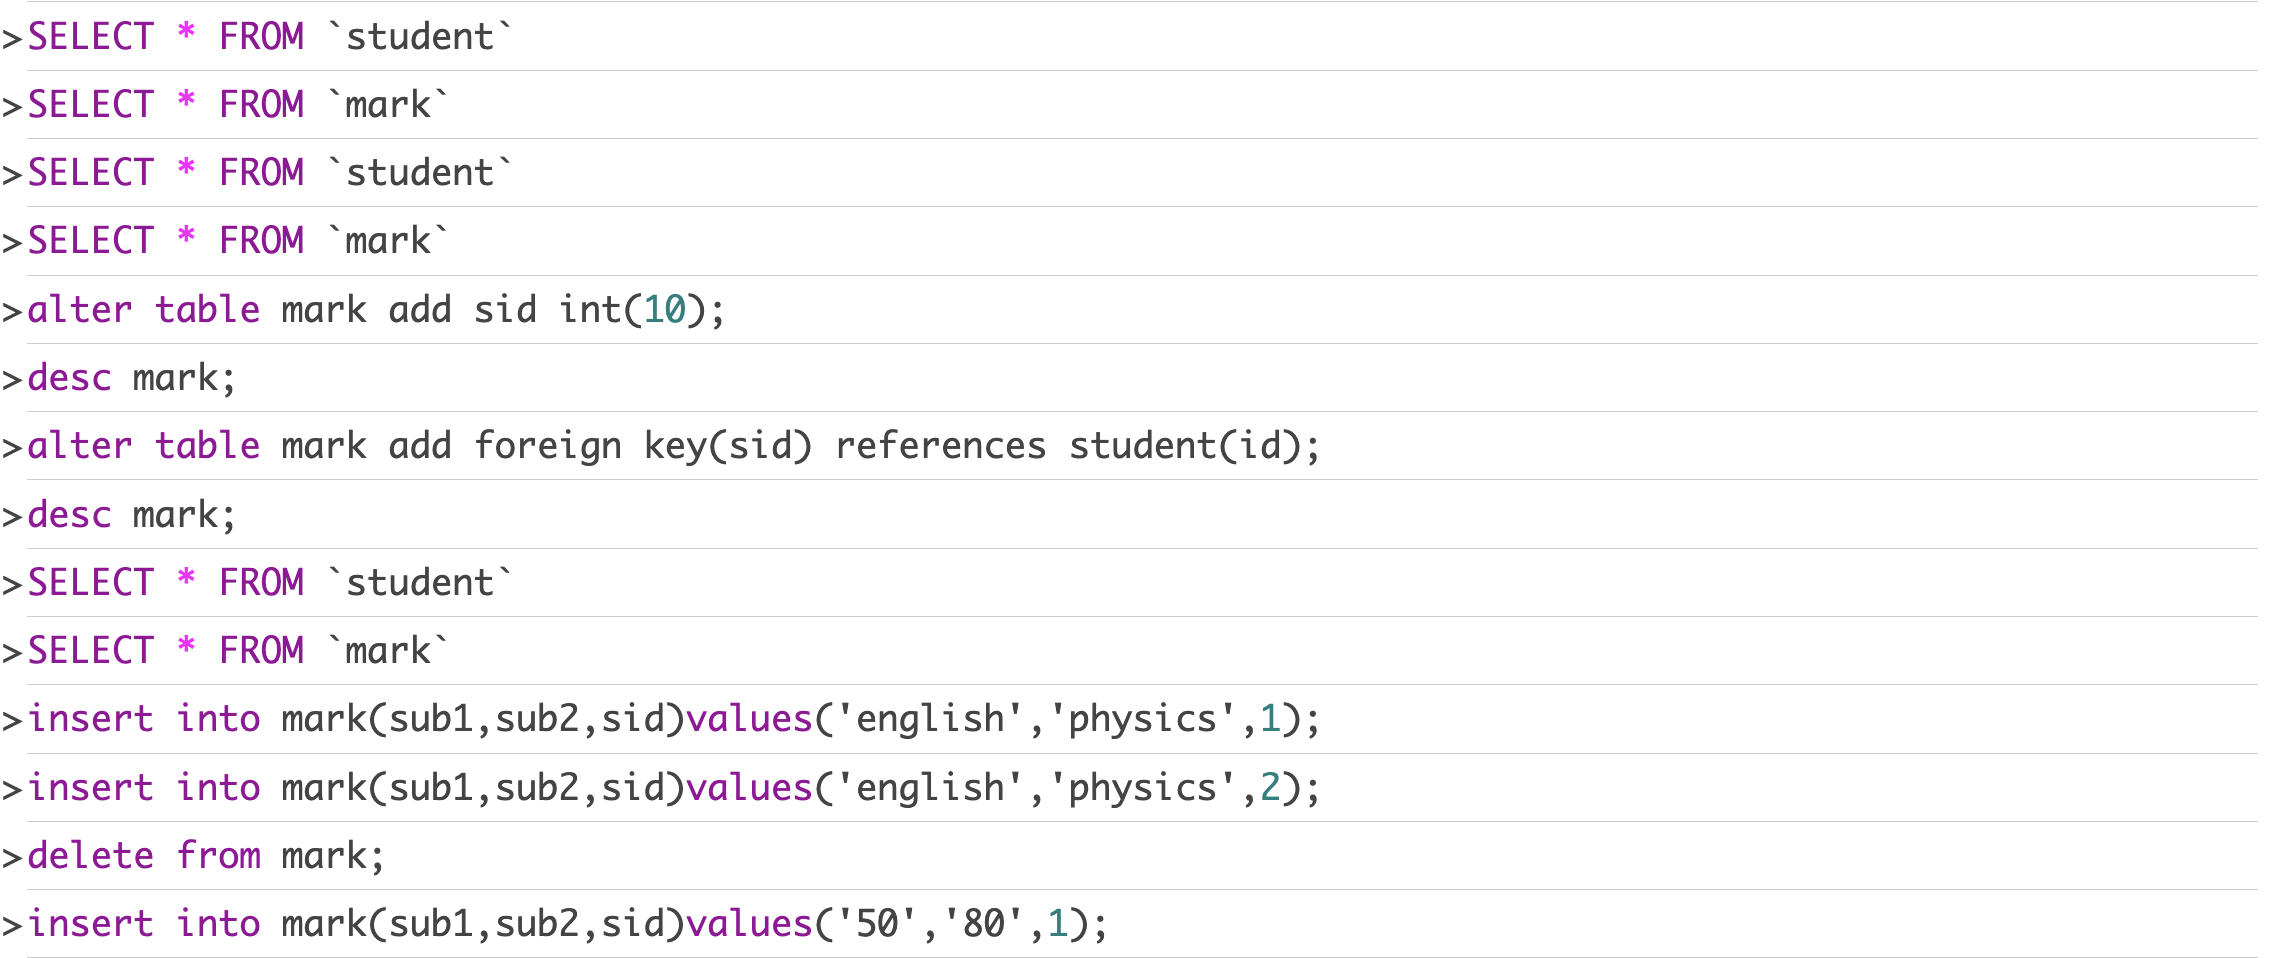 >SELECT * FROM `student`
>SELECT * FROM `mark`
>SELECT * FROM `student`
>SELECT * FROM `mark`
>alter table mark add sid int(10);
>desc mark;
>alter table mark add foreign key(sid) references student(id);
>desc mark;
>SELECT * FROM `student`
>SELECT * FROM `mark`
>insert into mark(sub1,sub2,sid)values('english','physics',1);
>insert into mark(sub1,sub2,sid)values('english','physics',2);
>delete from mark;
>insert into mark(sub1,sub2,sid)values('50','80',1);